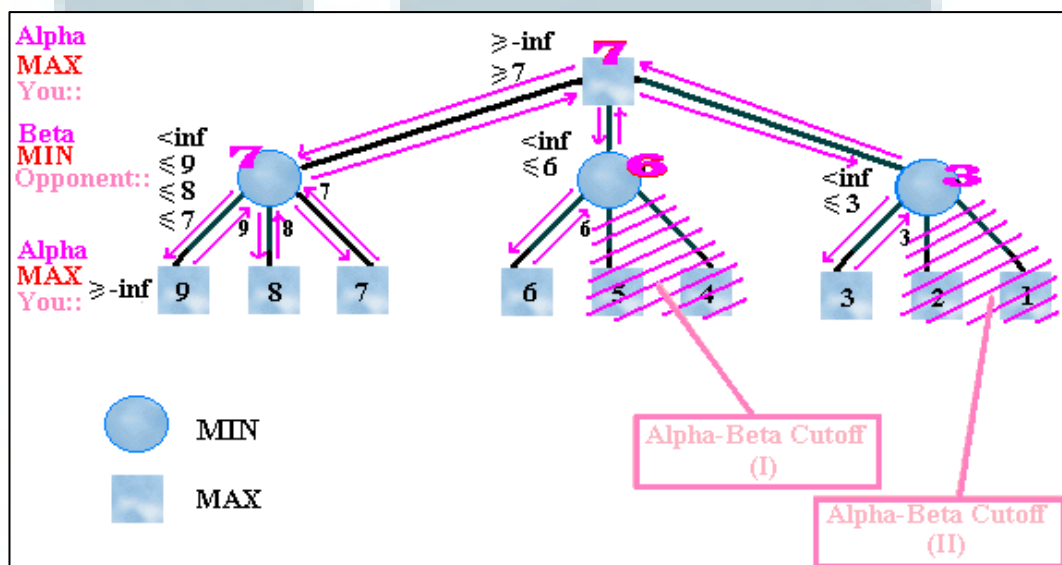 Alpha
MAX
You::
⩾-inf
⩾7
7
Beta
MIN
Opponent::
<inf
⩽9
⩽8
⩽7
7
9
8
7
<inf
⩽6
6
6
<inf
⩽3
3
3
Alpha
MAX
You::
⩾-inf
9
8
7
6
5
4
3
2
1
MIN
MAX
Alpha-Beta Cutoff
(I)
Alpha-Beta Cutoff
(II)